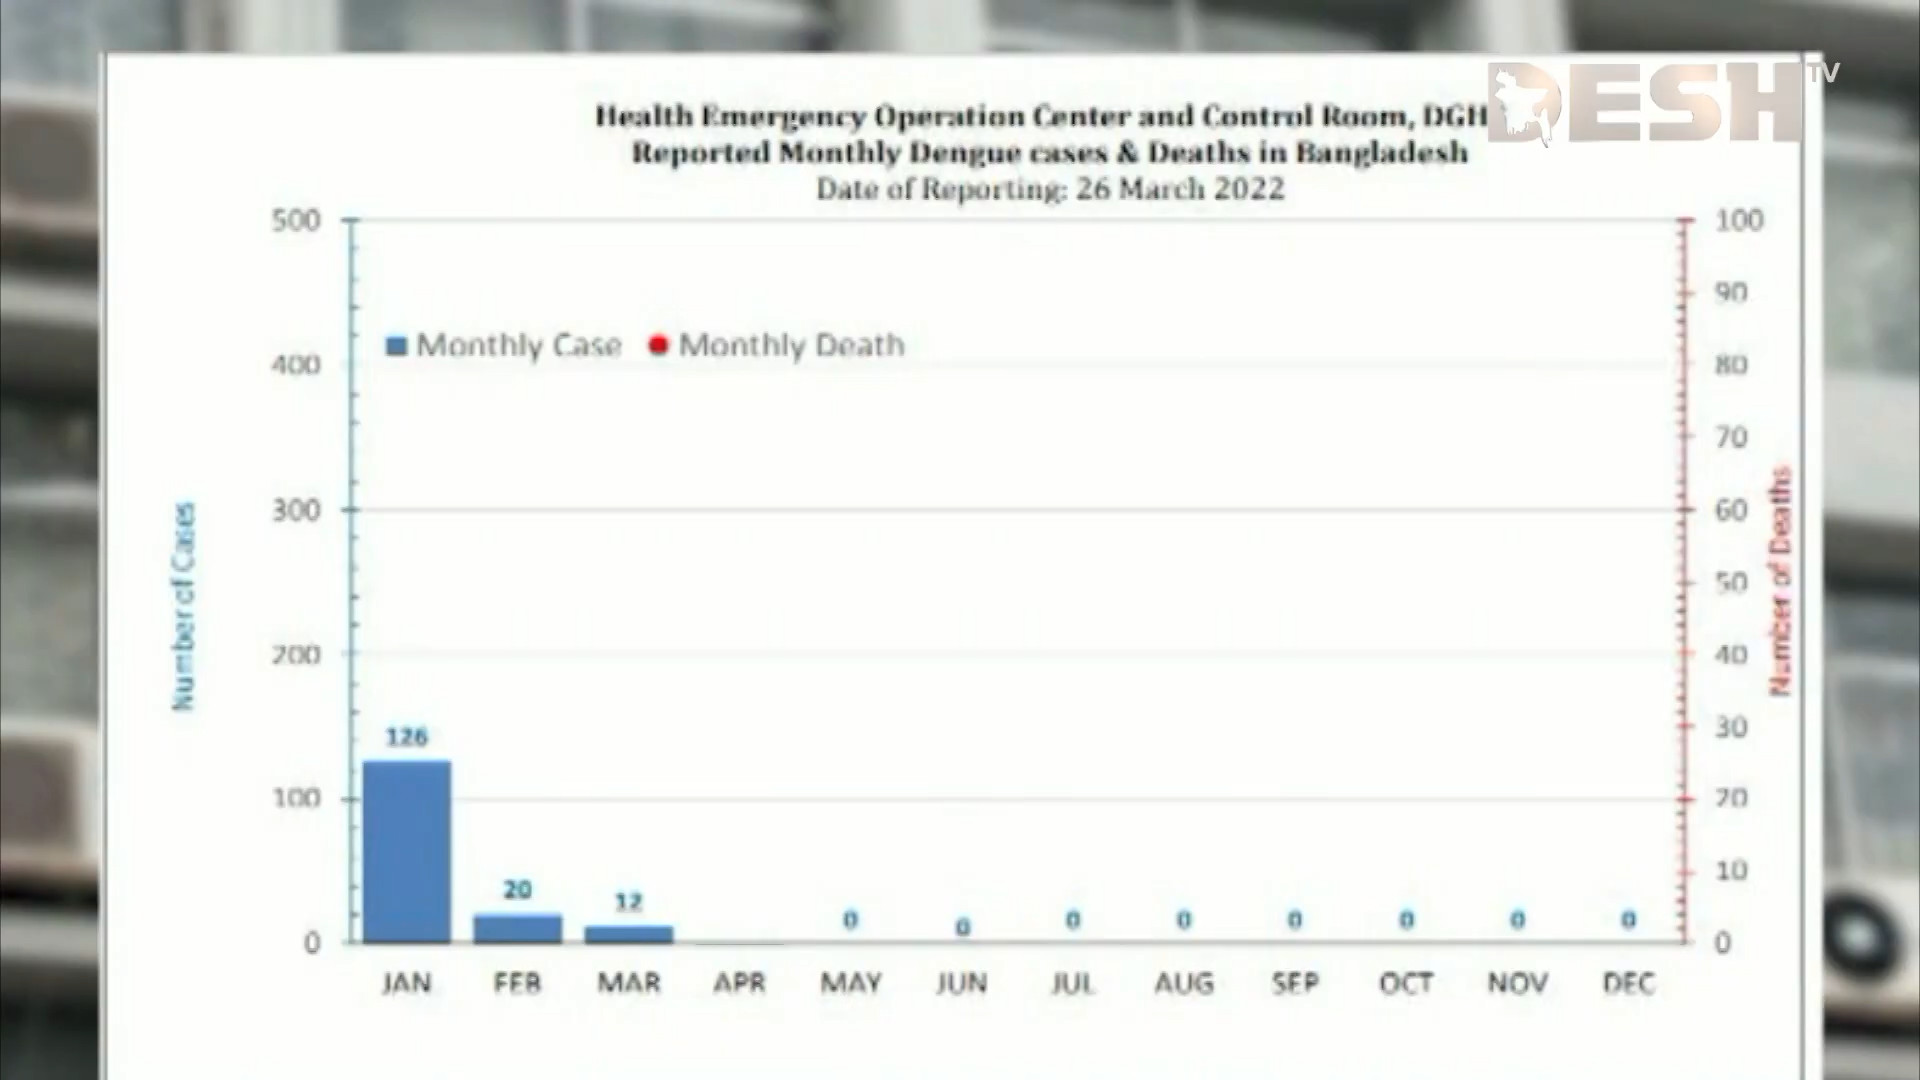 DESH TV
Health Emergency Operation Center and Control Room, DGH
Reported Monthly Dengue cases & Deaths in Bangladesh
Date of Reporting: 26 March 2022
Monthly Case
Monthly Death
Number of Cases
500
400
300
200
100
0
126
20
12
0
0
0
0
0
0
0
0
JAN
FEB
MAR
APR
MAY
JUN
JUL
AUG
SEP
OCT
NOV
DEC
100
90
80
70
60
50
40
30
20
10
0
Number of Deaths